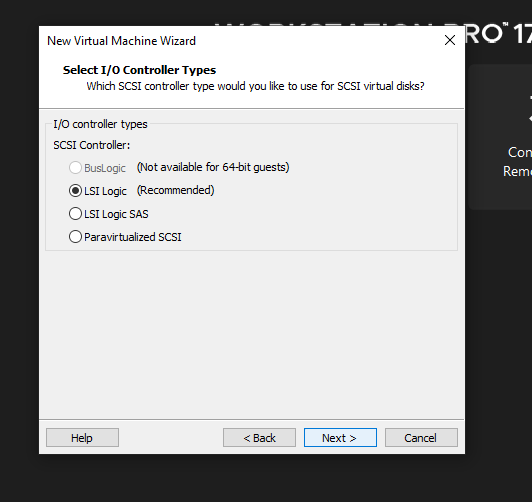 WORKSTATION PRO™ 17
New Virtual Machine Wizard
Select I/O Controller Types
Which SCSI controller type would you like to use for SCSI virtual disks?
I/O controller types
SCSI Controller:
BusLogic (Not available for 64-bit guests)
LSI Logic (Recommended)
LSI Logic SAS
Paravirtualized SCSI
Help
< Back
Next >
Cancel
Con
Remo